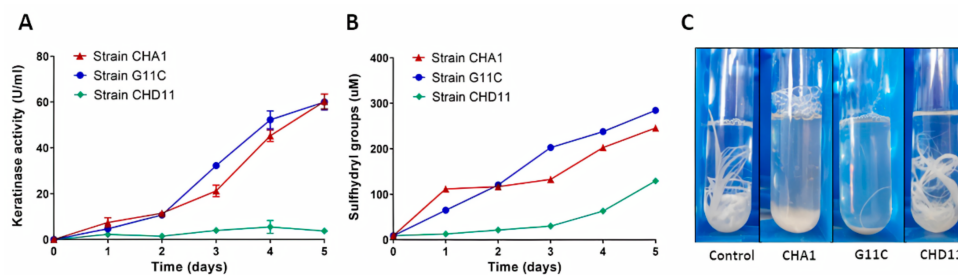 A
Strain CHA1
Strain G11C
Strain CHD11
Keratinase activity (U/ml)
80
60
40
20
0
0 1 2 3 4 5
Time (days)
B
Strain CHA1
Strain G11C
Strain CHD11
Sulfhydryl groups (uM)
400
300
200
100
0
0 1 2 3 4 5
Time (days)
C
Control CHA1 G11C CHD11